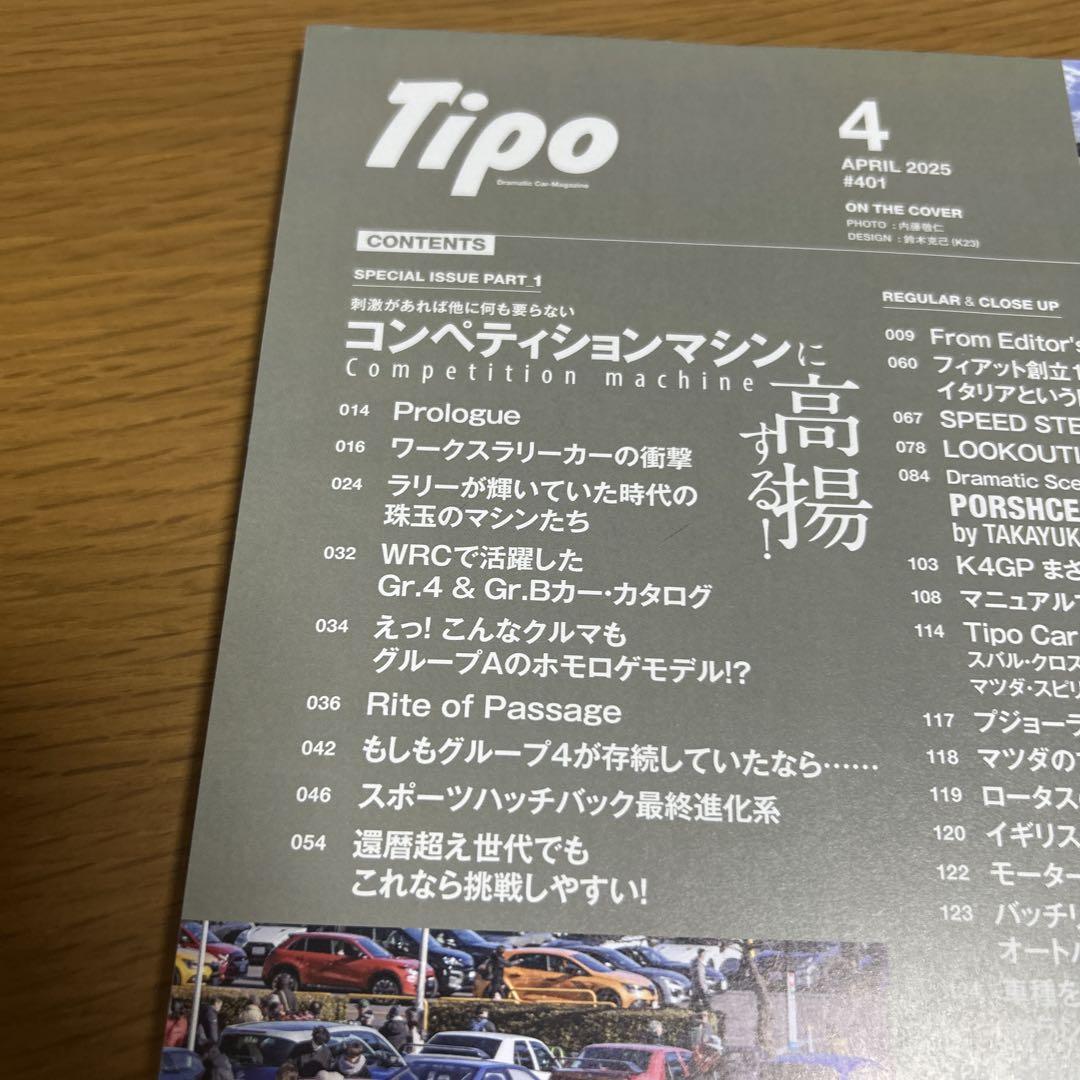 Tipo
Dramatic Car-Magazine
4
APRIL 2025
#401
ON THE COVER
PHOTO : 内藤敬仁
DESIGN : 鈴木克己 (K23)
CONTENTS
SPECIAL ISSUE PART_1
刺激があれば他に何も要らない
コンペティションマシンに
高揚する!
Competition machine
014 Prologue
016 ワークスラリーカーの衝撃
024 ラリーが輝いていた時代の
珠玉のマシンたち
032 WRCで活躍した
Gr.4 & Gr.Bカー・カタログ
034 えっ! こんなクルマも
グループAのホモロゲモデル!?
036 Rite of Passage
042 もしもグループ4が存続していたなら……
046 スポーツハッチバック最終進化系
054 還暦超え世代でも
これなら挑戦しやすい!
REGULAR & CLOSE UP
009 From Editor's
060 フィアット創立1
イタリアという
067 SPEED STE
078 LOOKOUT
084 Dramatic Sce
PORSHCE
by TAKAYUK
103 K4GP まさ
108 マニュアル
114 Tipo Car
スバル・クロス
マツダ・スピリ
117 プジョー
118 マツダの
119 ロータス
120 イギリス
122 モーター
123 バッチリ
オート
124 車種を